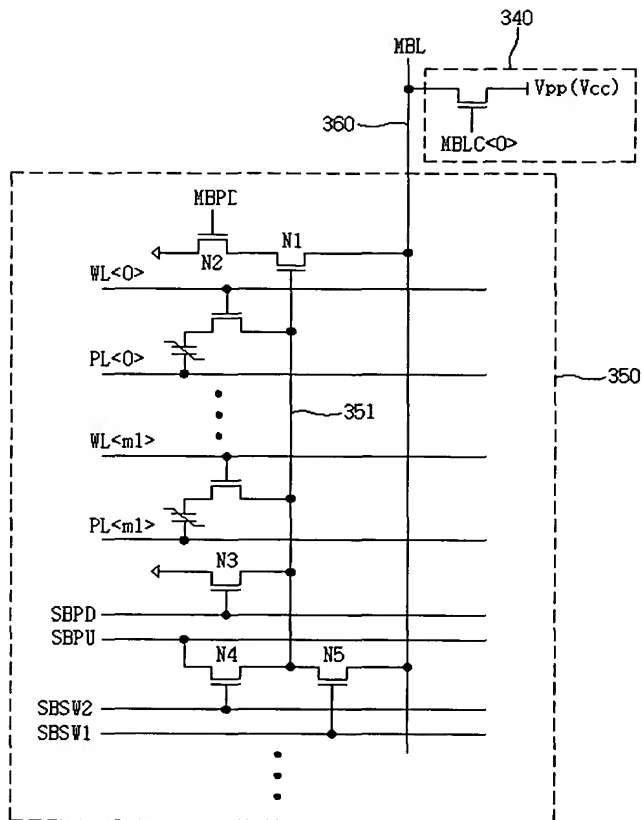 340
MBL
Vpp(Vcc)
360
MBLC<0>
MBPD
N1
N2
WL<0>
PL<0>
350
351
WL<m1>
PL<m1>
N3
SBPD
SBPU
N4
N5
SBSW2
SBSW1